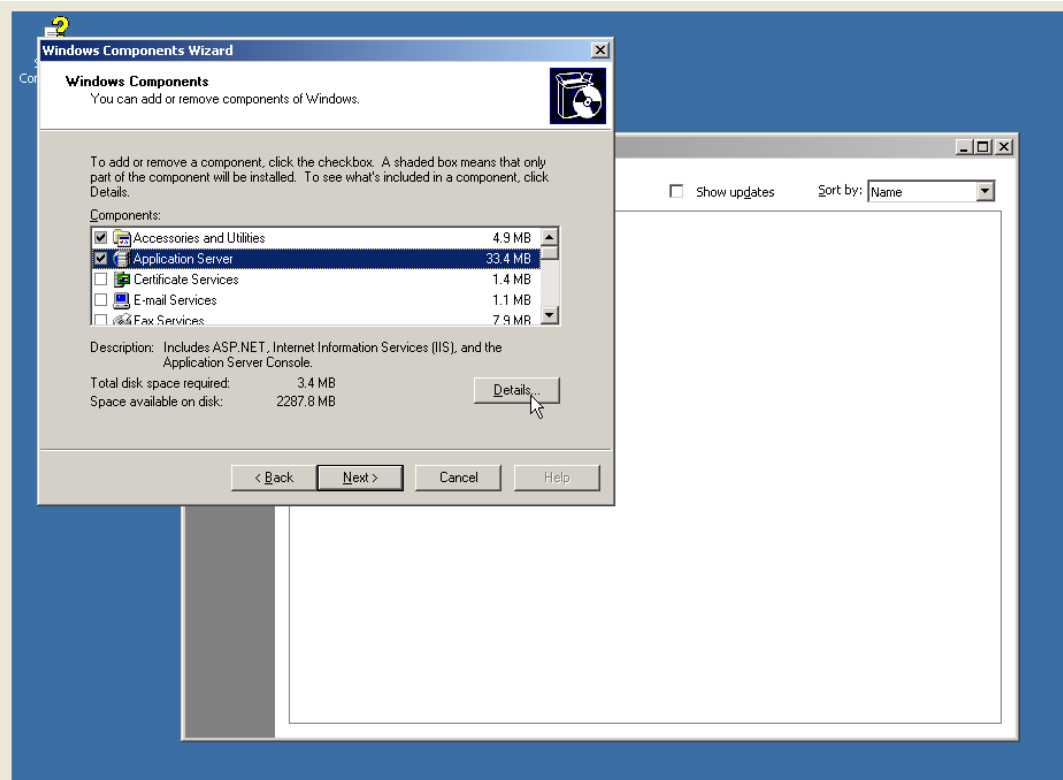 Windows Components Wizard
Windows Components
You can add or remove components of Windows.
To add or remove a component, click the checkbox. A shaded box means that only
part of the component will be installed. To see what's included in a component, click
Details.
Components:
Accessories and Utilities 4.9 MB
Application Server 33.4 MB
Certificate Services 1.4 MB
E-mail Services 1.1 MB
Fax Services 7.9 MB
Description: Includes ASP.NET, Internet Information Services (IIS), and the
Application Server Console.
Total disk space required: 3.4 MB
Space available on disk: 2287.8 MB
Details...
< Back Next > Cancel Help
Show updates Sort by: Name